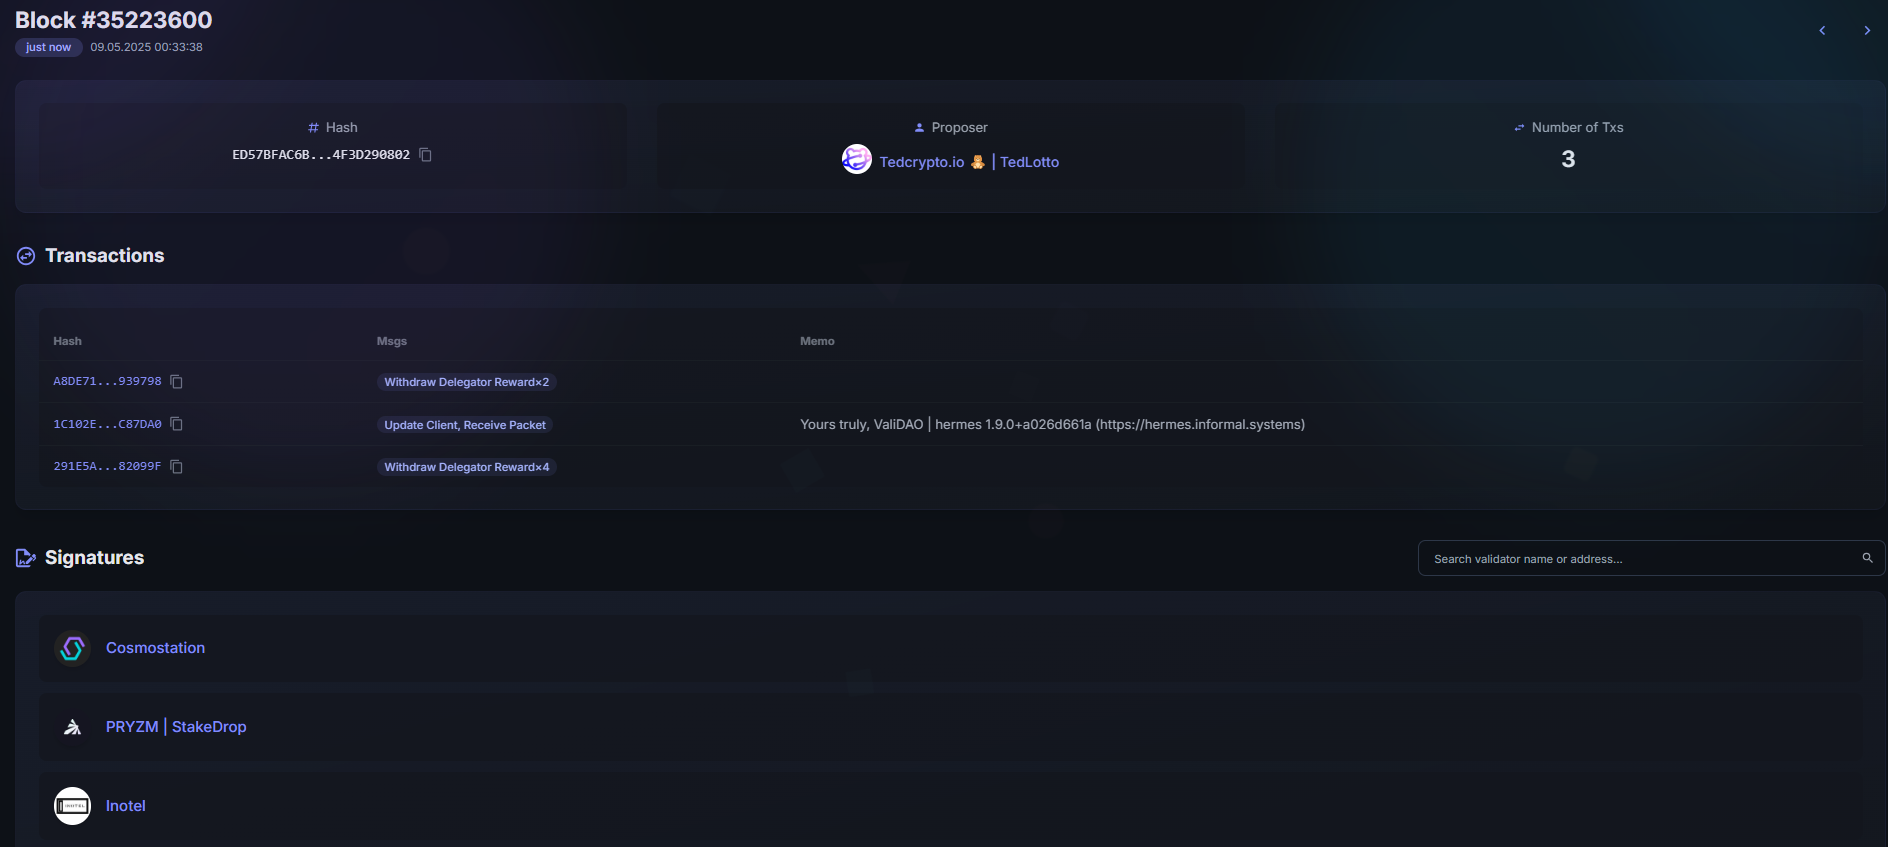 Block #35223600
just now 09.05.2025 00:33:38
Hash
ED57BFAC6B...4F3D290802
Proposer
Tedcrypto.io 🧸 | TedLotto
Number of Txs
3
Transactions
Hash Msgs Memo
A8DE71...939798 Withdraw Delegator Reward×2
1C102E...C87DA0 Update Client, Receive Packet Yours truly, ValiDAO | hermes 1.9.0+a026d661a (https://hermes.informal.systems)
291E5A...82099F Withdraw Delegator Reward×4
Signatures
Search validator name or address...
Cosmostation
PRYZM | StakeDrop
INOTEL
Inotel